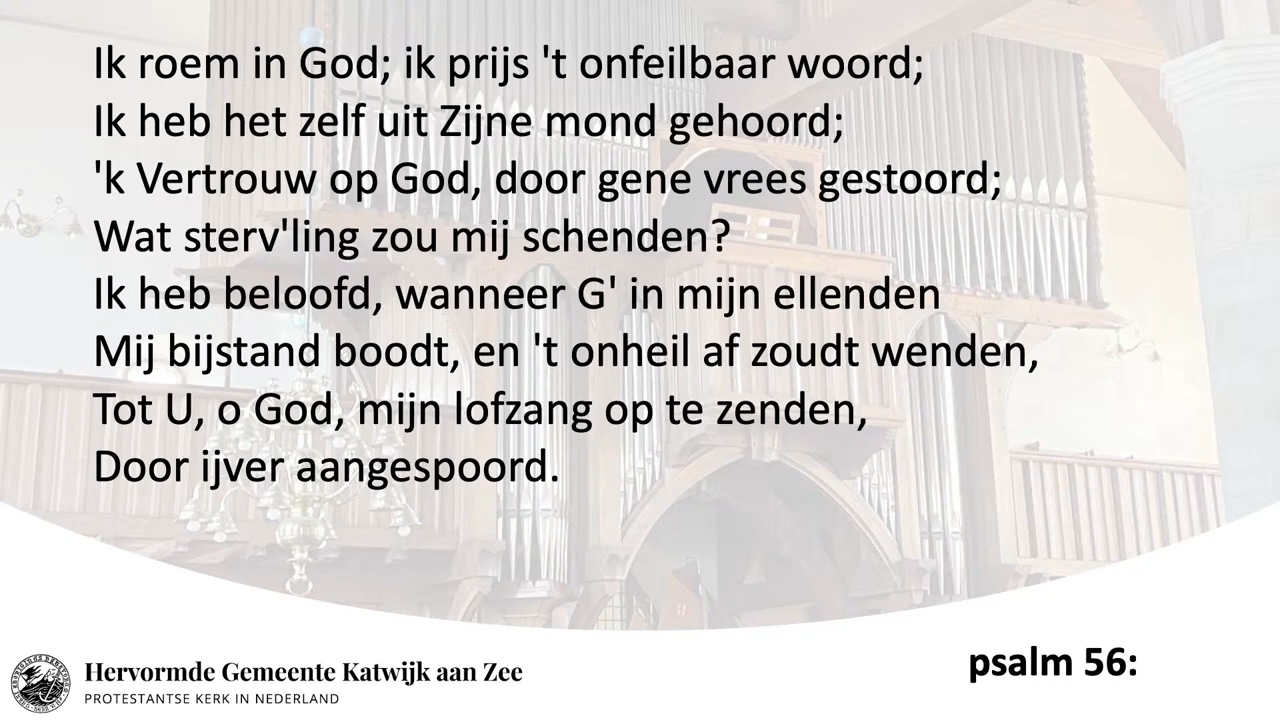 Ik roem in God; ik prijs 't onfeilbaar woord;
Ik heb het zelf uit Zijne mond gehoord;
'k Vertrouw op God, door gene vrees gestoord;
Wat sterv'ling zou mij schenden?
Ik heb beloofd, wanneer G' in mijn ellenden
Mij bijstand boodt, en 't onheil af zoudt wenden,
Tot U, o God, mijn lofzang op te zenden,
Door ijver aangespoord.
Hervormde Gemeente Katwijk aan Zee
PROTESTANTSE KERK IN NEDERLAND
psalm 56: